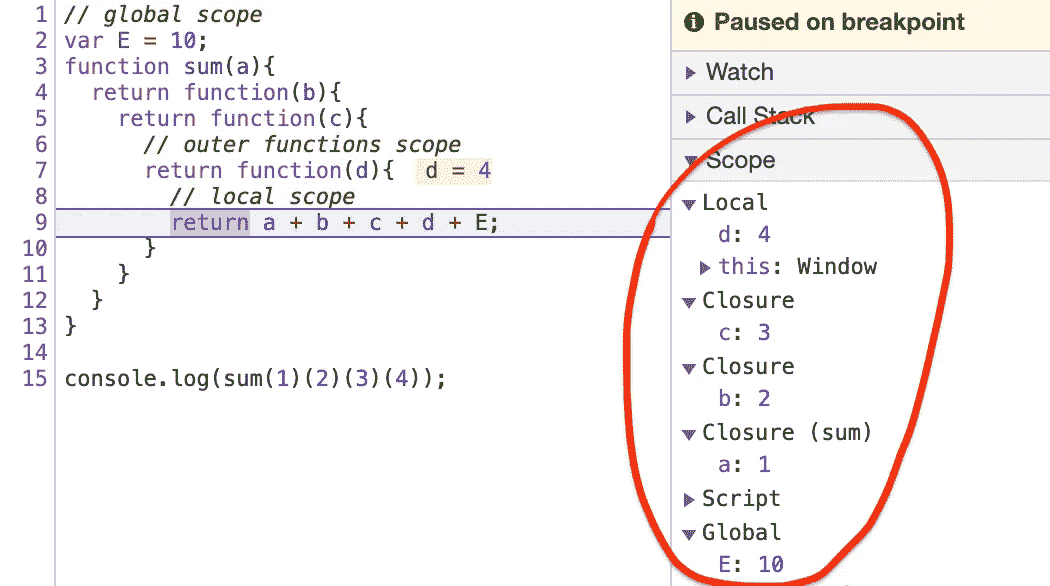 1 // global scope
2 var E = 10;
3 function sum(a){
4   return function(b){
5     return function(c){
6       // outer functions scope
7       return function(d){  d = 4
8         // local scope
9         return a + b + c + d + E;
10       }
11     }
12   }
13 }
14
15 console.log(sum(1)(2)(3)(4));
Paused on breakpoint
Watch
Call Stack
Scope
Local
d: 4
this: Window
Closure
c: 3
Closure
b: 2
Closure (sum)
a: 1
Script
Global
E: 10